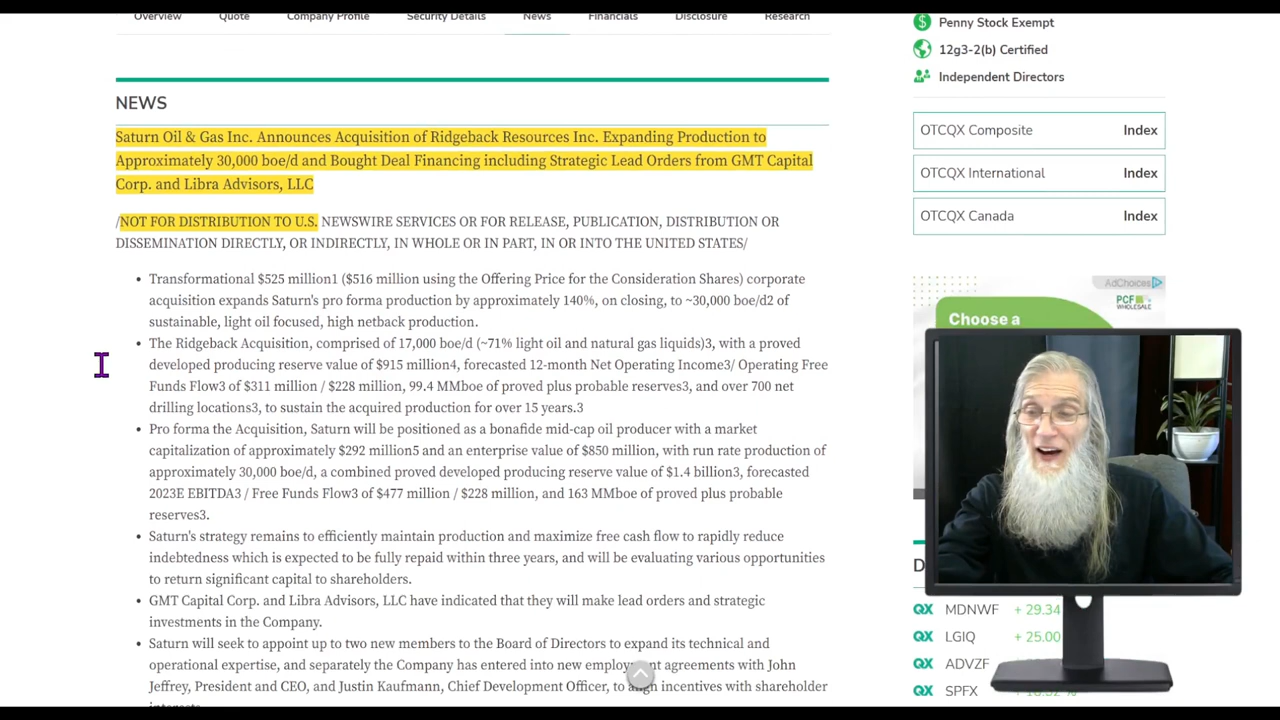 Overview Quote Company Profile Security Details News Financials Disclosure Research
NEWS
Saturn Oil & Gas Inc. Announces Acquisition of Ridgeback Resources Inc. Expanding Production to
Approximately 30,000 boe/d and Bought Deal Financing including Strategic Lead Orders from GMT Capital
Corp. and Libra Advisors, LLC
/NOT FOR DISTRIBUTION TO U.S. NEWSWIRE SERVICES OR FOR RELEASE, PUBLICATION, DISTRIBUTION OR
DISSEMINATION DIRECTLY, OR INDIRECTLY, IN WHOLE OR IN PART, IN OR INTO THE UNITED STATES/
• Transformational $525 million1 ($516 million using the Offering Price for the Consideration Shares) corporate
acquisition expands Saturn's pro forma production by approximately 140%, on closing, to ~30,000 boe/d2 of
sustainable, light oil focused, high netback production.
• The Ridgeback Acquisition, comprised of 17,000 boe/d (~71% light oil and natural gas liquids)3, with a proved
developed producing reserve value of $915 million4, forecasted 12-month Net Operating Income3/ Operating Free
Funds Flow3 of $311 million / $228 million, 99.4 MMboe of proved plus probable reserves3, and over 700 net
drilling locations3, to sustain the acquired production for over 15 years.3
• Pro forma the Acquisition, Saturn will be positioned as a bonafide mid-cap oil producer with a market
capitalization of approximately $292 million5 and an enterprise value of $850 million, with run rate production of
approximately 30,000 boe/d, a combined proved developed producing reserve value of $1.4 billion3, forecasted
2023E EBITDA3 / Free Funds Flow3 of $477 million / $228 million, and 163 MMboe of proved plus probable
reserves3.
• Saturn's strategy remains to efficiently maintain production and maximize free cash flow to rapidly reduce
indebtedness which is expected to be fully repaid within three years, and will be evaluating various opportunities
to return significant capital to shareholders.
• GMT Capital Corp. and Libra Advisors, LLC have indicated that they will make lead orders and strategic
investments in the Company.
• Saturn will seek to appoint up to two new members to the Board of Directors to expand its technical and
operational expertise, and separately the Company has entered into new employment agreements with John
Jeffrey, President and CEO, and Justin Kaufmann, Chief Development Officer, to align incentives with shareholder
Penny Stock Exempt
12g3-2(b) Certified
Independent Directors
OTCQX Composite Index
OTCQX International Index
OTCQX Canada Index
AdChoices
PCF
WHOLESALE
Choose a
D
QX MDNWF + 29.34
QX LGIQ + 25.00
QX ADVZF
QX SPFX